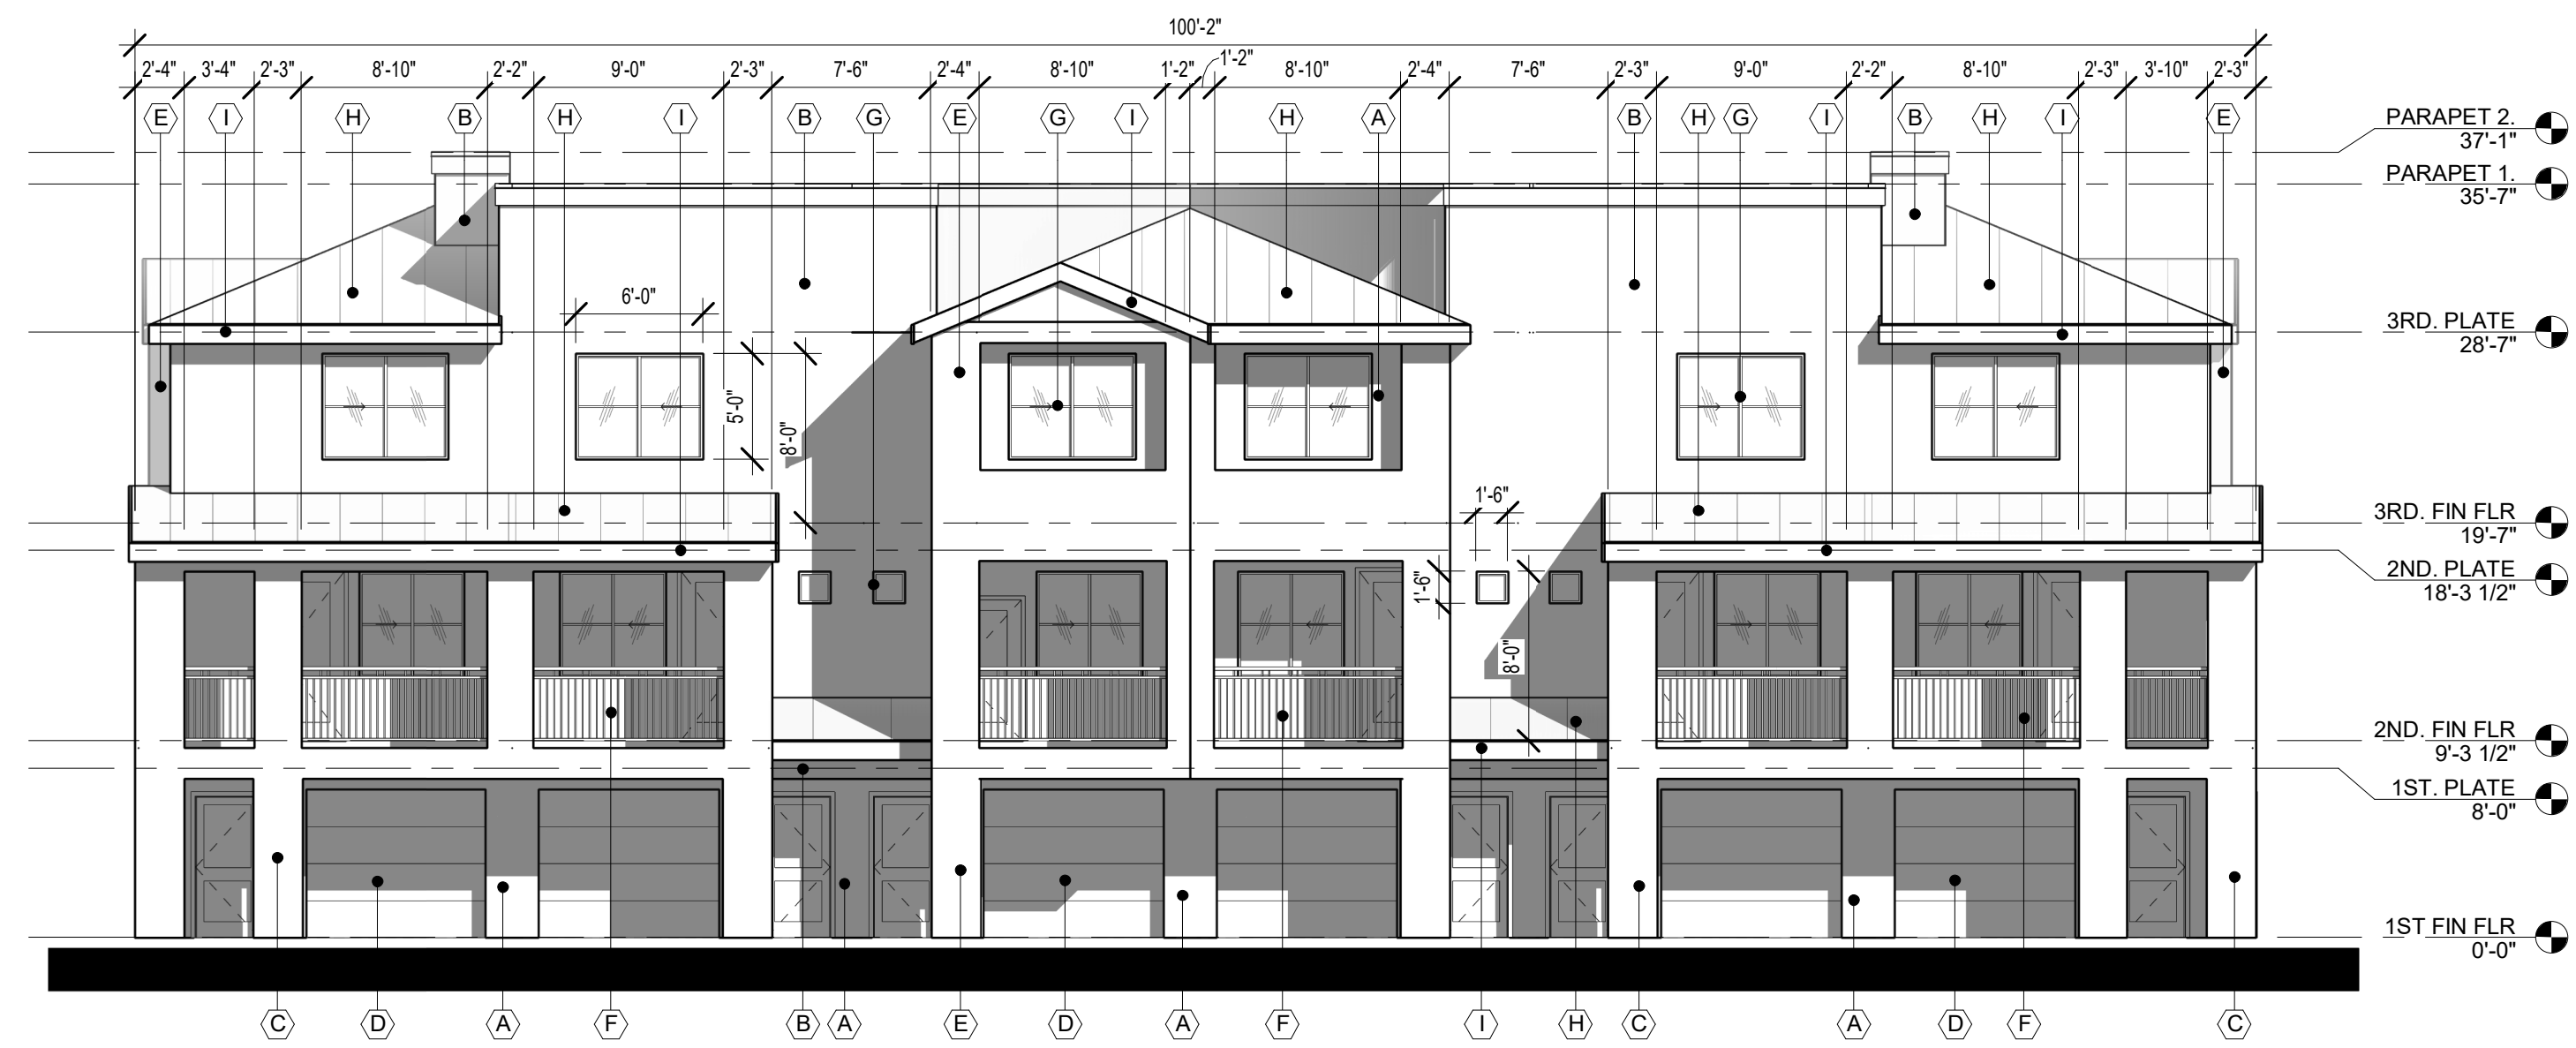 100'-2"
2'-4" 3'-4" 2'-3" 8'-10" 2'-2" 9'-0" 2'-3" 7'-6" 2'-4" 8'-10" 1'-2" 1'-2" 8'-10" 2'-4" 7'-6" 2'-3" 9'-0" 2'-2" 8'-10" 2'-3" 3'-10" 2'-3"
E I H B H I B G E G I H A B H G I B H I E
PARAPET 2.
37'-1"
PARAPET 1.
35'-7"
6'-0"
3RD. PLATE
28'-7"
5'-0"
8'-0"
1'-6"
3RD. FIN FLR
19'-7"
1'-6"
2ND. PLATE
18'-3 1/2"
8'-0"
2ND. FIN FLR
9'-3 1/2"
1ST. PLATE
8'-0"
1ST FIN FLR
0'-0"
C D A F B A E D A F I H C A D F C